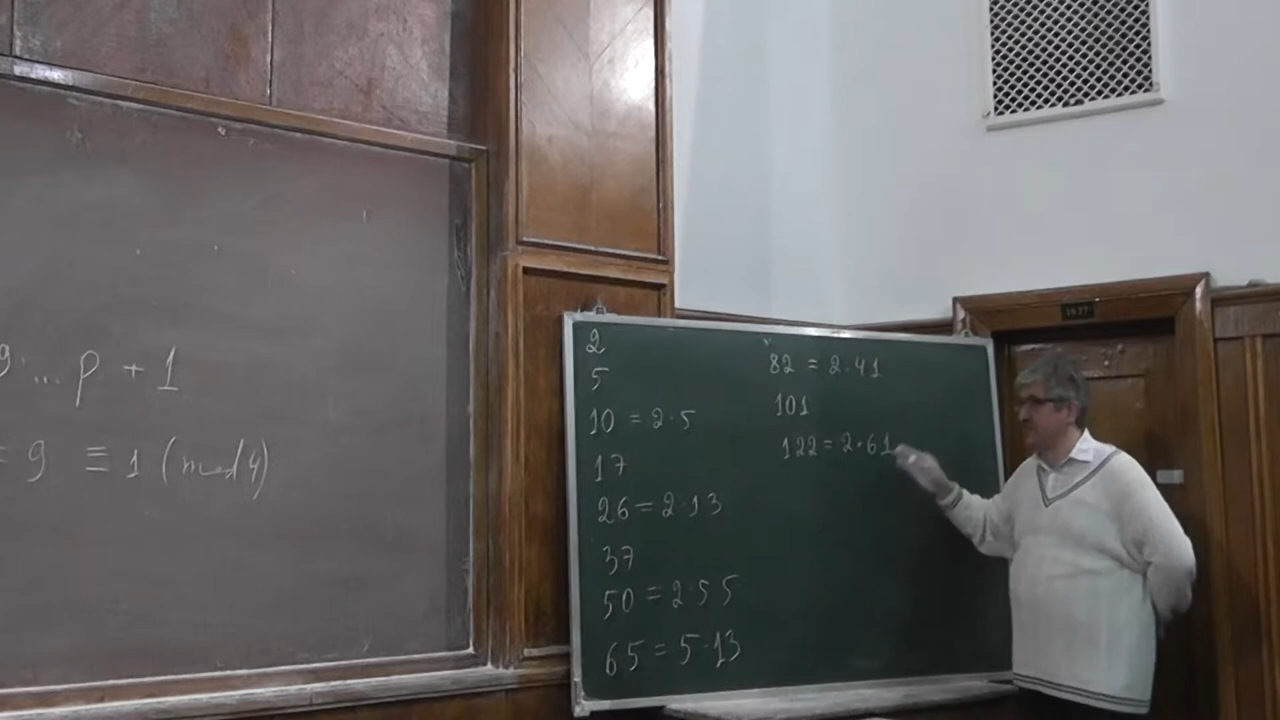 9. ... p + 1
= 9 ≡ 1 (mod 4)
2
5
10 = 2·5
17
26 = 2·13
37
50 = 2·5 5
65 = 5·13
82 = 2·41
101
122 = 2·61